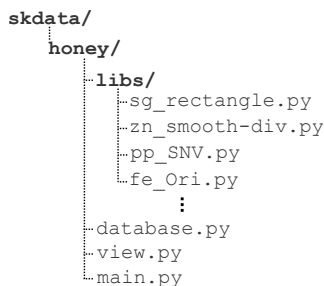 skdata/
honey/
libs/
sg_rectangle.py
zn_smooth-div.py
pp_SNV.py
fe_Ori.py
⋮
database.py
view.py
main.py